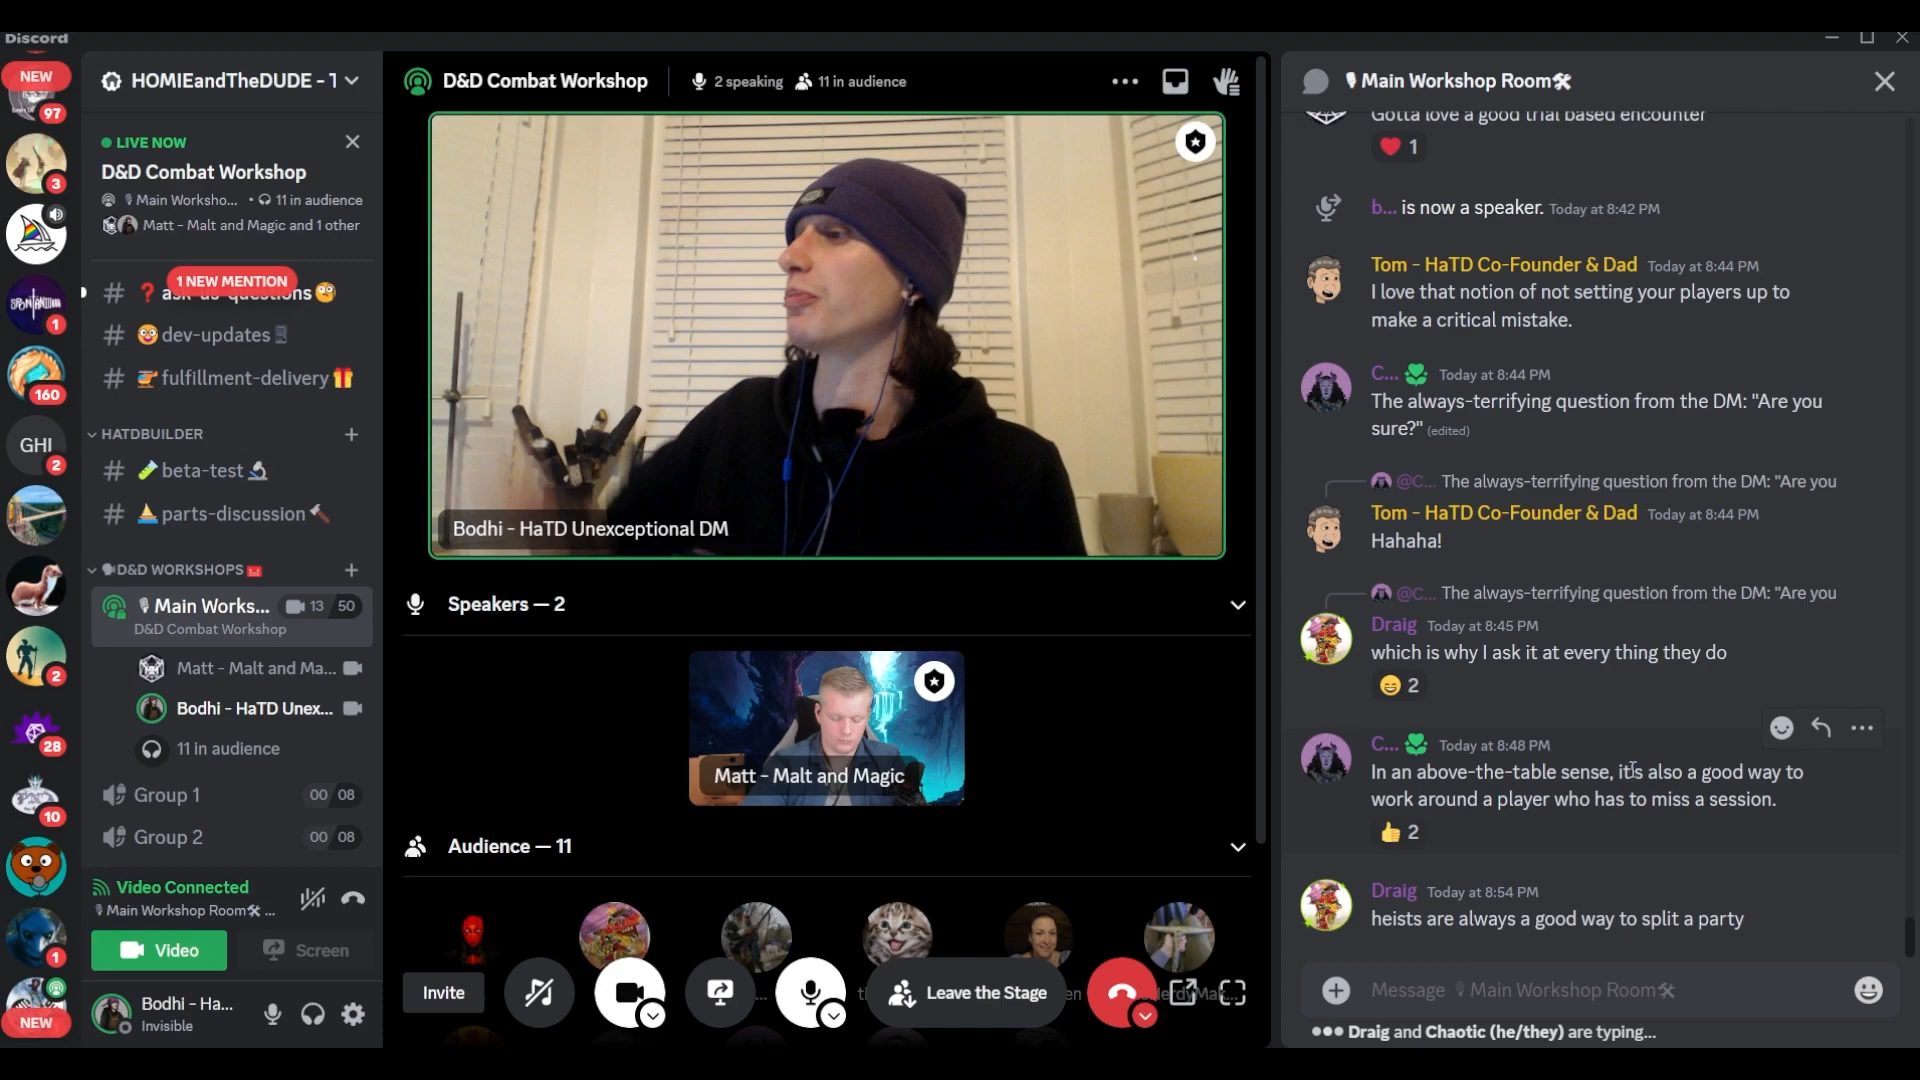 Discord
NEW
97
3
1
160
GHI
2
2
28
10
1
NEW
HOMIEandTheDUDE - T
LIVE NOW
D&D Combat Workshop
Main Worksho... • 11 in audience
Matt - Malt and Magic and 1 other
1 NEW MENTION
# dev-updates
# fulfillment-delivery
HATDBUILDER
# beta-test
# parts-discussion
D&D WORKSHOPS
Main Works... 13 50
D&D Combat Workshop
Matt - Malt and Ma...
Bodhi - HaTD Unex...
11 in audience
Group 1 00 08
Group 2 00 08
Video Connected
Main Workshop Room ...
Video
Screen
Bodhi - Ha...
Invisible
D&D Combat Workshop
2 speaking 11 in audience
Bodhi - HaTD Unexceptional DM
Speakers — 2
Matt - Malt and Magic
Audience — 11
Invite
Leave the Stage
Main Workshop Room
Gotta love a good trial based encounter
1
b... is now a speaker. Today at 8:42 PM
Tom - HaTD Co-Founder & Dad Today at 8:44 PM
I love that notion of not setting your players up to
make a critical mistake.
C... Today at 8:44 PM
The always-terrifying question from the DM: "Are you
sure?" (edited)
@C... The always-terrifying question from the DM: "Are you
Tom - HaTD Co-Founder & Dad Today at 8:44 PM
Hahaha!
@C... The always-terrifying question from the DM: "Are you
Draig Today at 8:45 PM
which is why I ask it at every thing they do
2
C... Today at 8:48 PM
In an above-the-table sense, it's also a good way to
work around a player who has to miss a session.
2
Draig Today at 8:54 PM
heists are always a good way to split a party
Message Main Workshop Room
Draig and Chaotic (he/they) are typing...